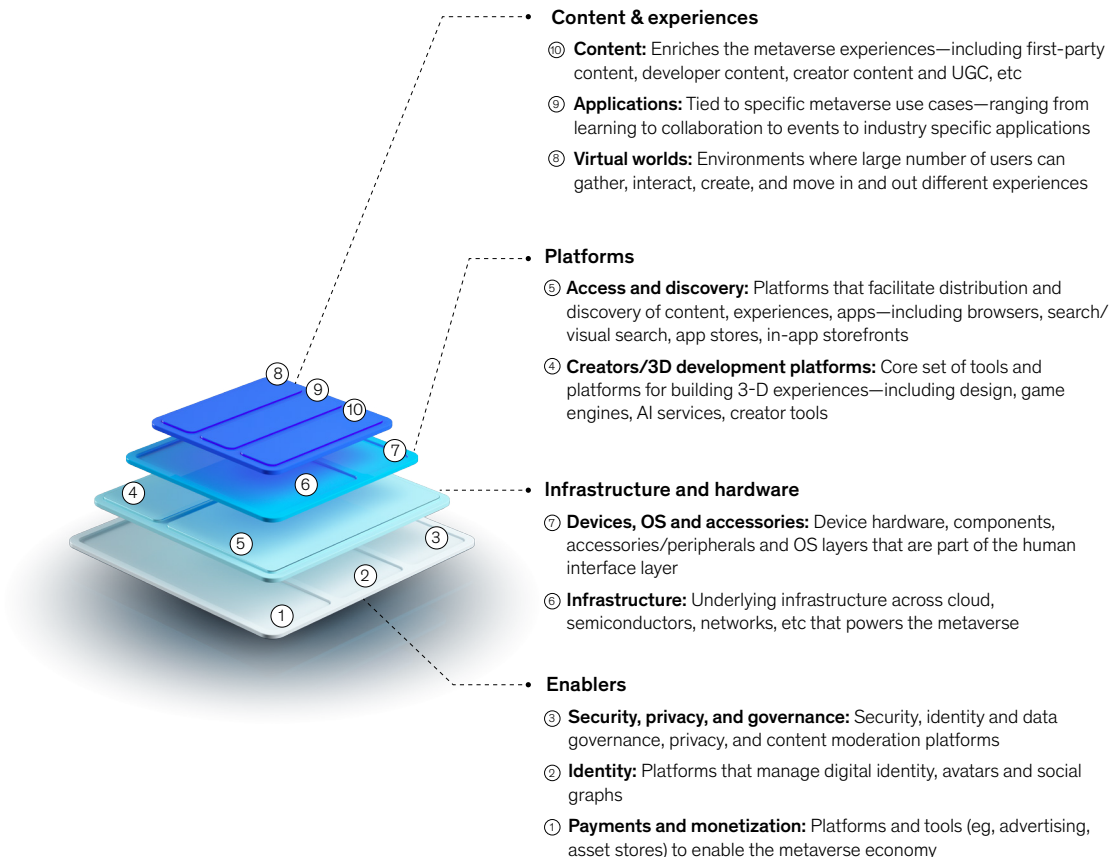 Content & experiences
⑩ Content: Enriches the metaverse experiences—including first-party
content, developer content, creator content and UGC, etc
⑨ Applications: Tied to specific metaverse use cases—ranging from
learning to collaboration to events to industry specific applications
⑧ Virtual worlds: Environments where large number of users can
gather, interact, create, and move in and out different experiences
Platforms
⑤ Access and discovery: Platforms that facilitate distribution and
discovery of content, experiences, apps—including browsers, search/
visual search, app stores, in-app storefronts
④ Creators/3D development platforms: Core set of tools and
platforms for building 3-D experiences—including design, game
engines, AI services, creator tools
Infrastructure and hardware
⑦ Devices, OS and accessories: Device hardware, components,
accessories/peripherals and OS layers that are part of the human
interface layer
⑥ Infrastructure: Underlying infrastructure across cloud,
semiconductors, networks, etc that powers the metaverse
Enablers
③ Security, privacy, and governance: Security, identity and data
governance, privacy, and content moderation platforms
② Identity: Platforms that manage digital identity, avatars and social
graphs
① Payments and monetization: Platforms and tools (eg, advertising,
asset stores) to enable the metaverse economy
8
9
10
7
6
4
5
3
2
1